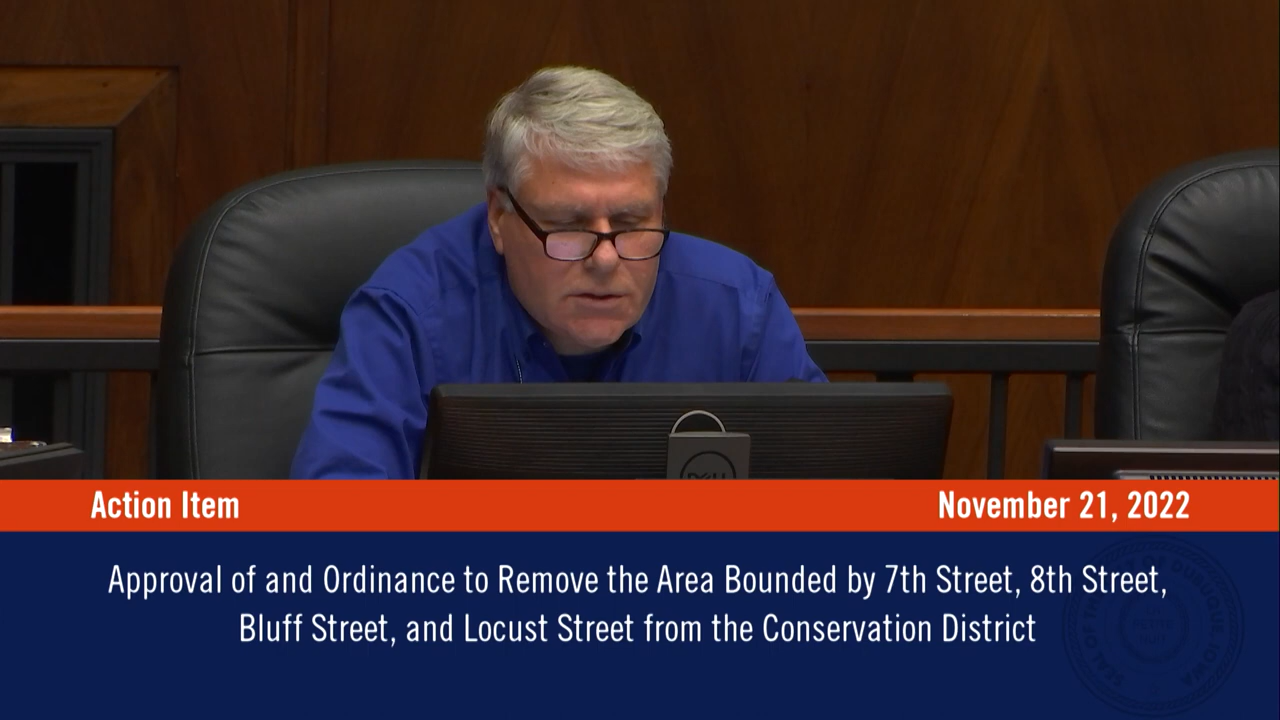 DELL
Action Item
November 21, 2022
Approval of and Ordinance to Remove the Area Bounded by 7th Street, 8th Street,
Bluff Street, and Locust Street from the Conservation District